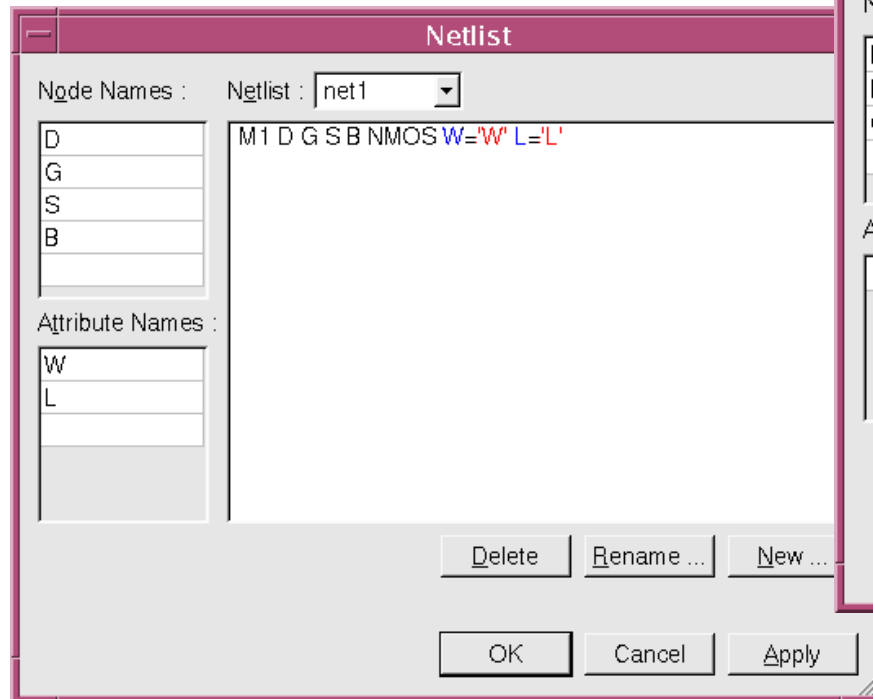 Netlist
Node Names :
Netlist : net1
D
G
S
B
M1 D G S B NMOS W='W' L='L'
Attribute Names :
W
L
Delete
Rename ...
New ...
OK
Cancel
Apply